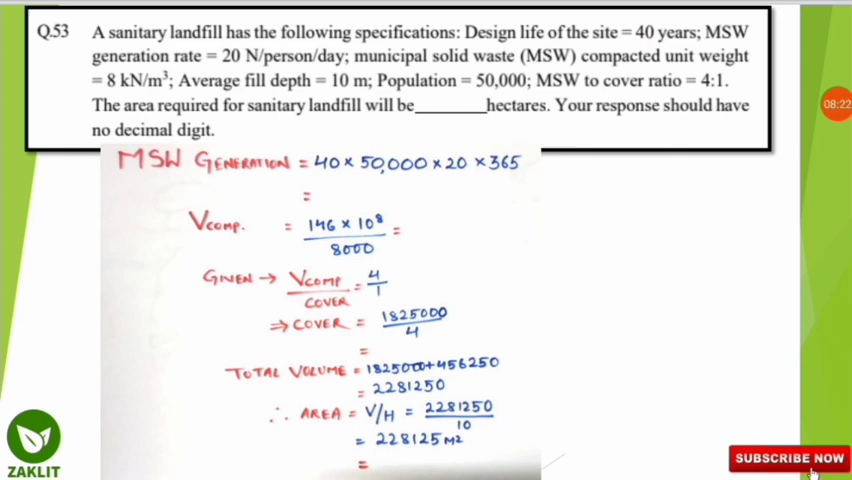 Q.53 A sanitary landfill has the following specifications: Design life of the site = 40 years; MSW
generation rate = 20 N/person/day; municipal solid waste (MSW) compacted unit weight
= 8 kN/m³; Average fill depth = 10 m; Population = 50,000; MSW to cover ratio = 4:1.
The area required for sanitary landfill will be________hectares. Your response should have
no decimal digit.
08:22
MSW GENERATION = 40 × 50,000 × 20 × 365
=
Vcomp. = 146 × 10⁸ / 8000 =
GIVEN → Vcomp / COVER = 4/1
⇒ COVER = 1825000 / 4
=
TOTAL VOLUME = 1825000 + 456250
= 2281250
∴ AREA = V/H = 2281250 / 10
= 228125 M2
=
ZAKLIT
SUBSCRIBE NOW